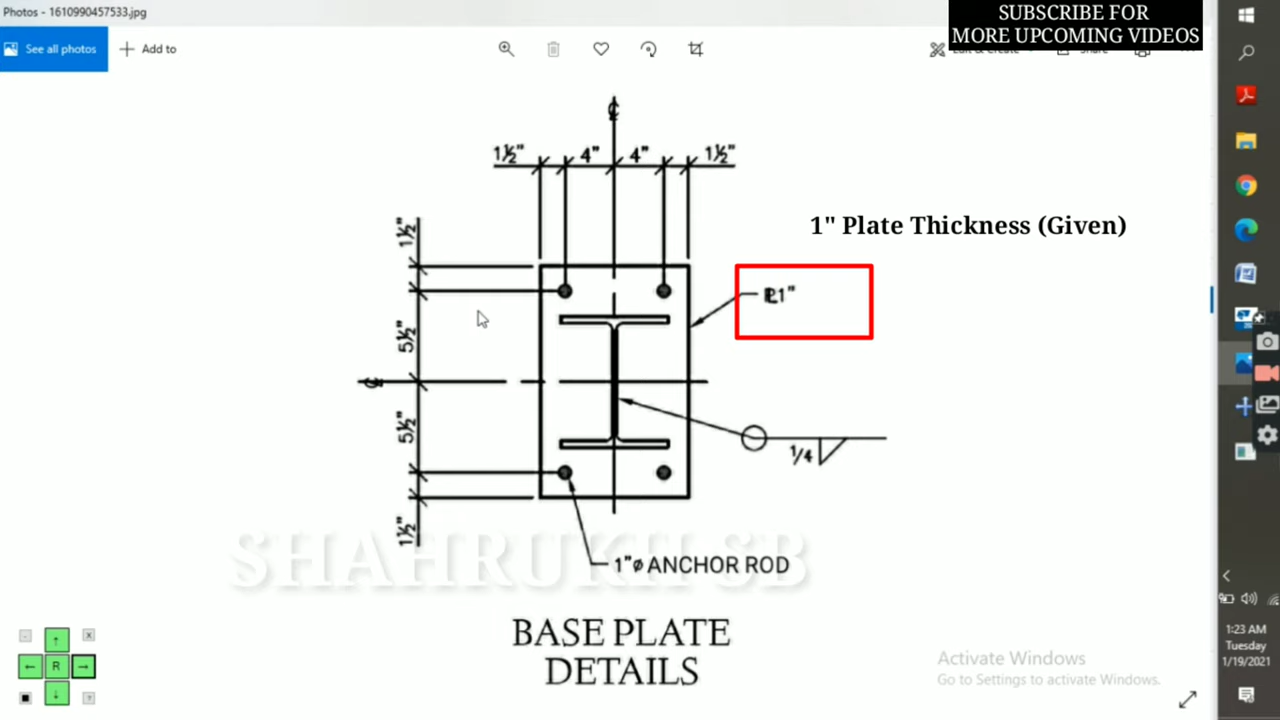 Photos - 1610990457533.jpg
SUBSCRIBE FOR
MORE UPCOMING VIDEOS
See all photos
Add to
1½" 4" 4" 1½"
1" Plate Thickness (Given)
1½"
PL1"
5½"
5½"
1/4
1½"
SHAHRUKH SB
1"ø ANCHOR ROD
BASE PLATE
DETAILS
R
Activate Windows
Go to Settings to activate Windows.
1:23 AM
Tuesday
1/19/2021